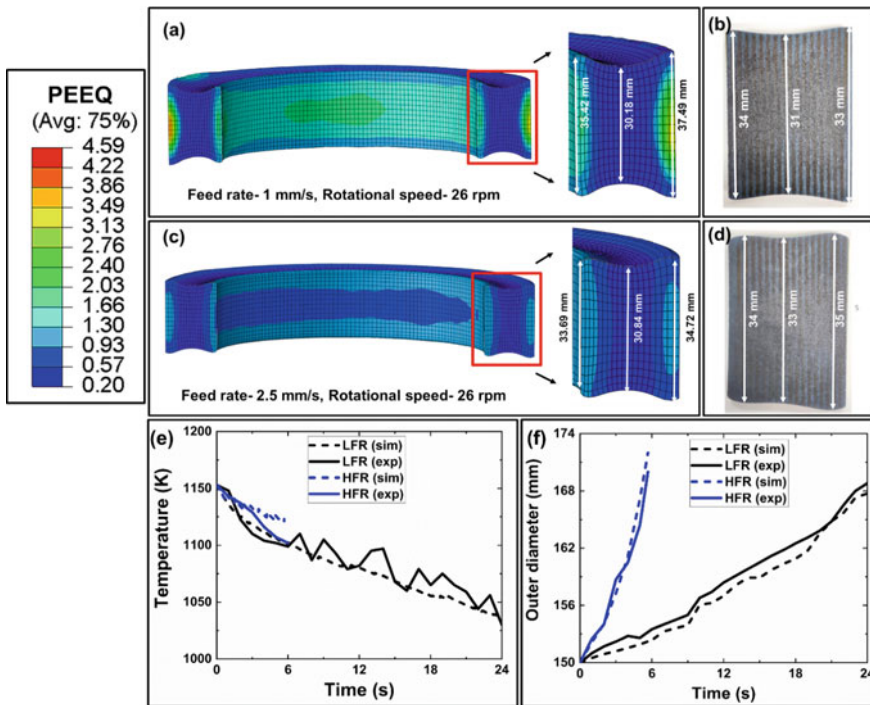 PEEQ
(Avg: 75%)
4.59
4.22
3.86
3.49
3.13
2.76
2.40
2.03
1.66
1.30
0.93
0.57
0.20
(a)
35.42 mm
30.18 mm
37.49 mm
Feed rate- 1 mm/s, Rotational speed- 26 rpm
(b)
34 mm
31 mm
33 mm
(c)
33.69 mm
30.84 mm
34.72 mm
Feed rate- 2.5 mm/s, Rotational speed- 26 rpm
(d)
34 mm
33 mm
35 mm
s
(e)
LFR (sim)
LFR (exp)
HFR (sim)
HFR (exp)
Temperature (K)
1200
1150
1100
1050
1000
0 6 12 18 24
Time (s)
(f)
LFR (sim)
LFR (exp)
HFR (sim)
HFR (exp)
Outer diameter (mm)
174
168
162
156
150
0 6 12 18 24
Time (s)